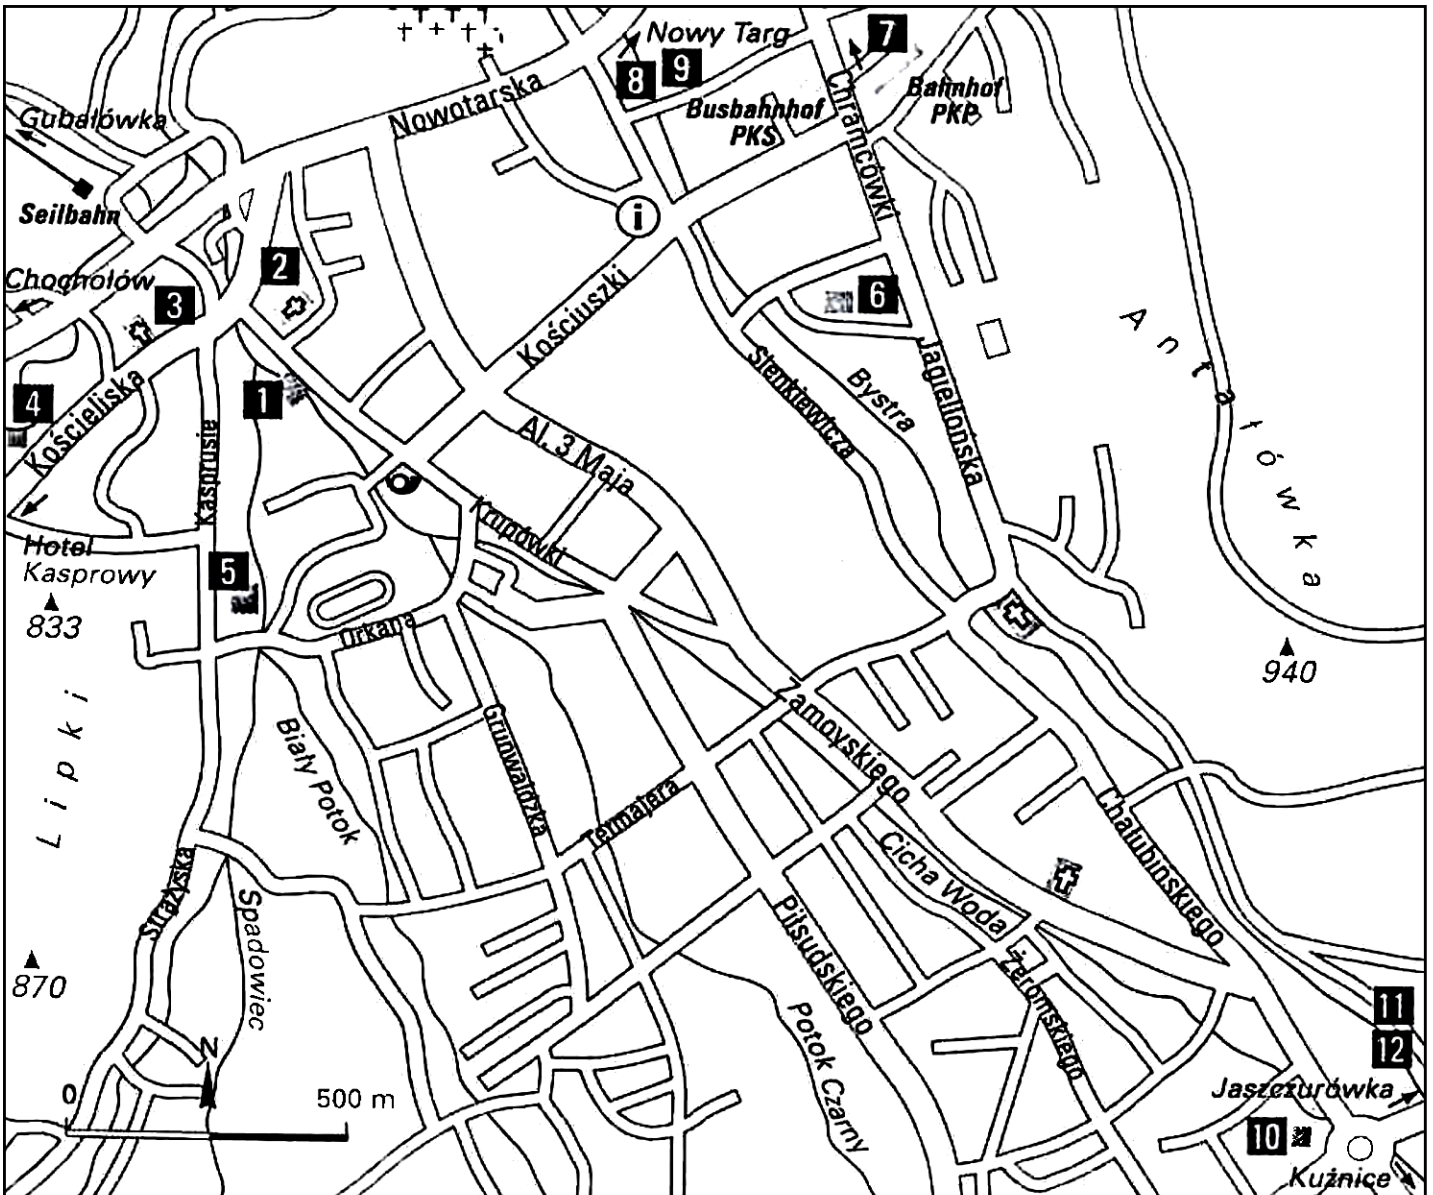 Nowy Targ
7
8
9
Busbahnhof
PKS
Bahnhof
PKP
Chramcówki
Nowotarska
Gubałówka
Seilbahn
i
Chochołów
2
3
6
Kościuszki
4
Kościeliska
1
Kasprusie
Al. 3 Maja
Sienkiewicza
Bystra
Jagiellońska
Antałówka
Krupówki
Hotel
Kasprowy
833
5
Orkana
940
Lipki
Biały Potok
Grunwaldzka
Zamoyskiego
Tetmajera
Chałubińskiego
Cicha Woda
Strążyska
Spadowiec
870
Piłsudskiego
Żeromskiego
Potok Czarny
N
0
500 m
11
12
Jaszczurówka
10
Kuźnice